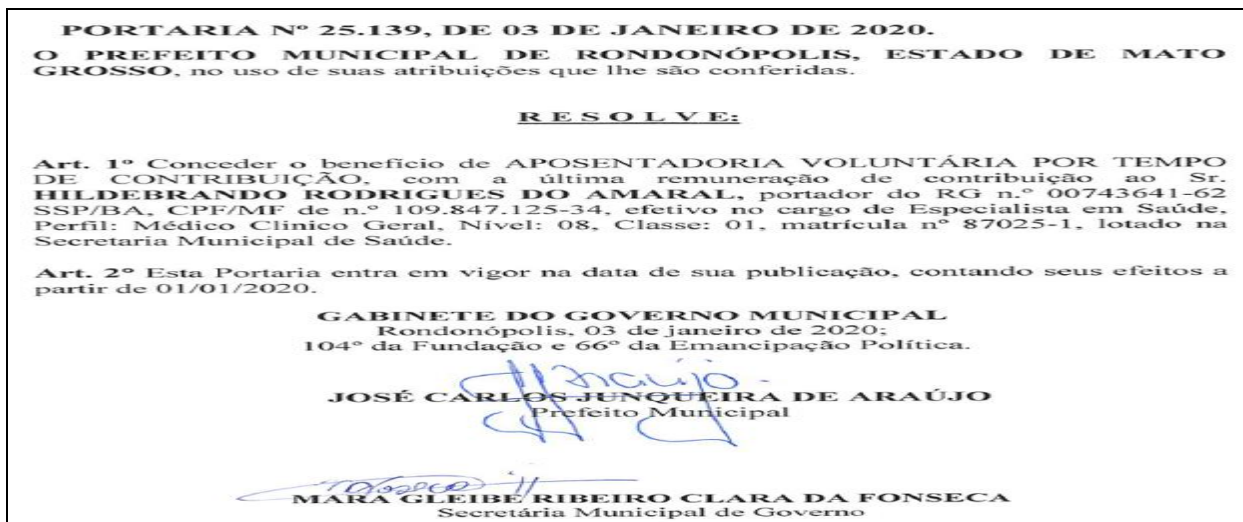 PORTARIA Nº 25.139, DE 03 DE JANEIRO DE 2020.
O PREFEITO MUNICIPAL DE RONDONÓPOLIS, ESTADO DE MATO
GROSSO, no uso de suas atribuições que lhe são conferidas.
R E S O L V E:
Art. 1º Conceder o benefício de APOSENTADORIA VOLUNTÁRIA POR TEMPO
DE CONTRIBUIÇÃO, com a última remuneração de contribuição ao Sr.
HILDEBRANDO RODRIGUES DO AMARAL, portador do RG n.º 00743641-62
SSP/BA, CPF/MF de n.º 109.847.125-34, efetivo no cargo de Especialista em Saúde,
Perfil: Médico Clinico Geral, Nível: 08, Classe: 01, matrícula nº 87025-1, lotado na
Secretaria Municipal de Saúde.
Art. 2º Esta Portaria entra em vigor na data de sua publicação, contando seus efeitos a
partir de 01/01/2020.
GABINETE DO GOVERNO MUNICIPAL
Rondonópolis, 03 de janeiro de 2020;
104º da Fundação e 66º da Emancipação Política.
JOSÉ CARLOS JUNQUEIRA DE ARAÚJO
Prefeito Municipal
MARA GLEIBE RIBEIRO CLARA DA FONSECA
Secretária Municipal de Governo